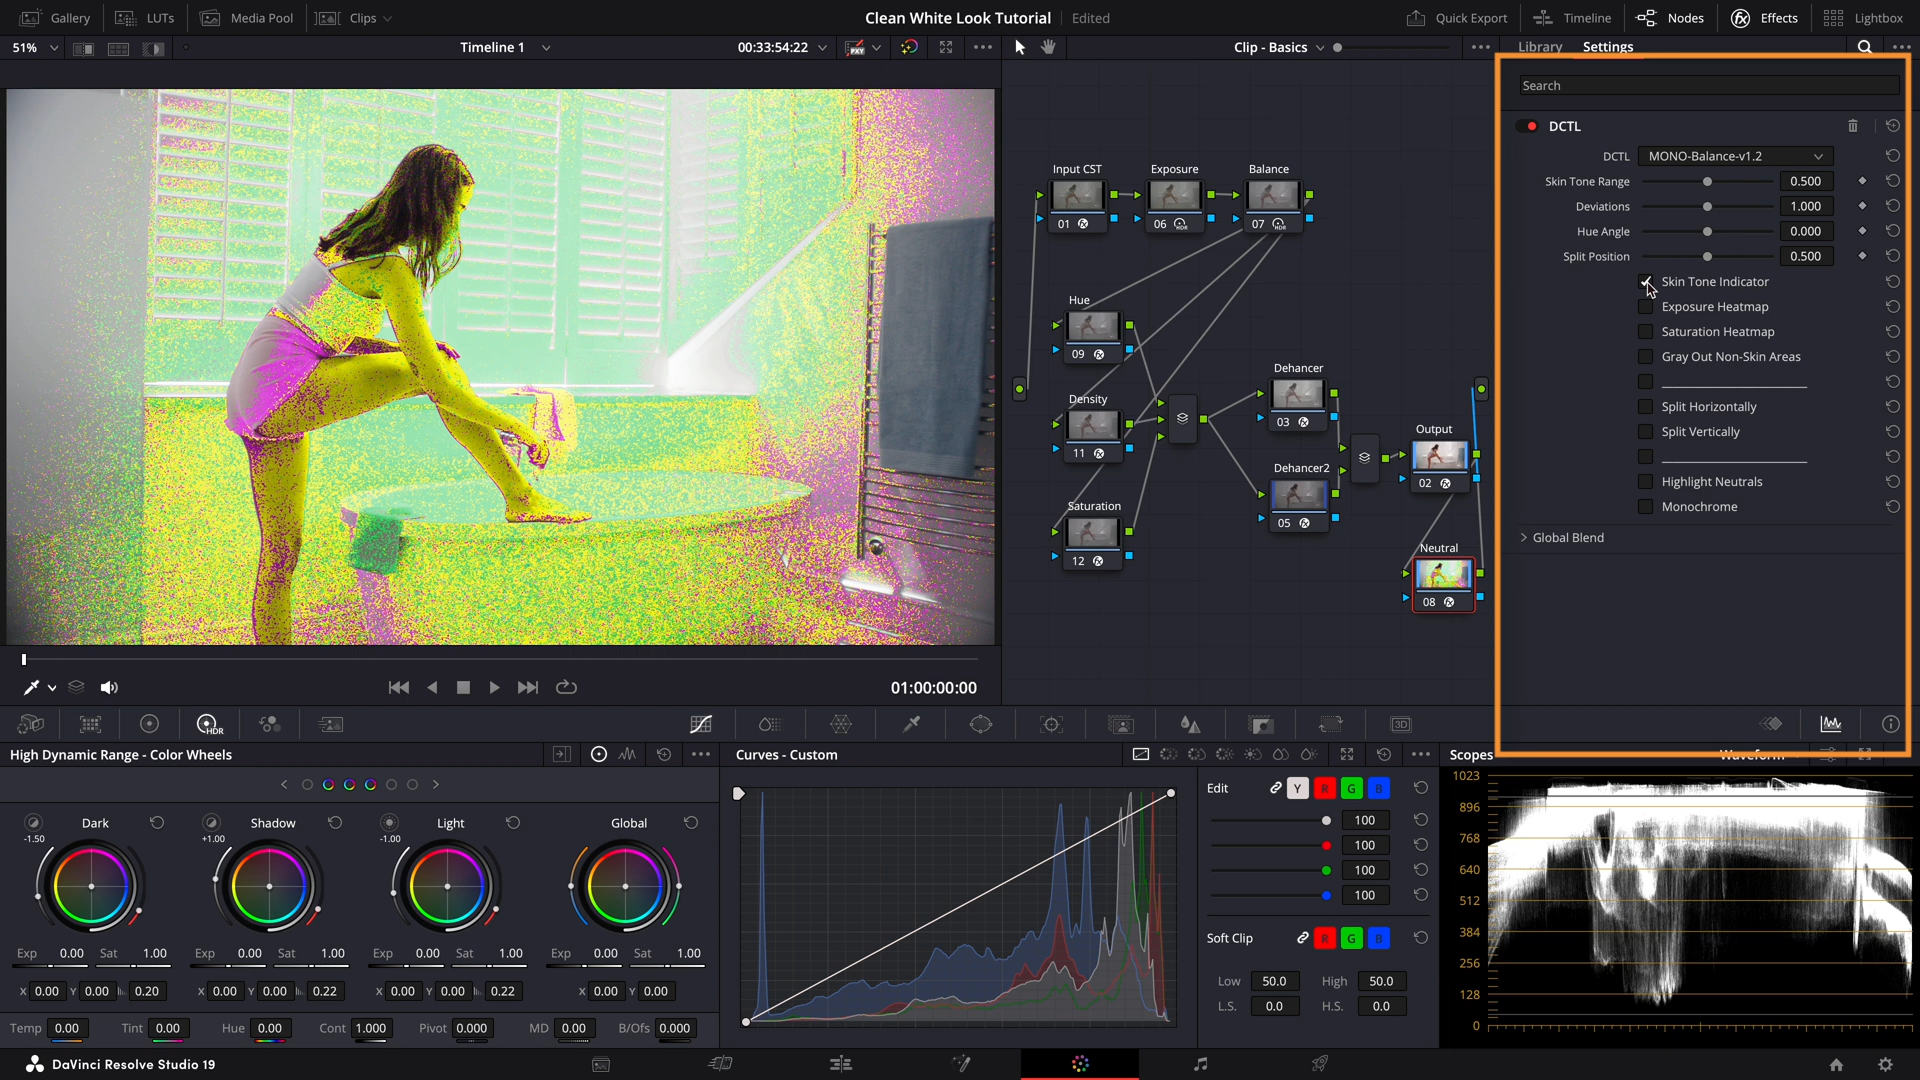 Gallery LUTs Media Pool Clips Clean White Look Tutorial Edited Quick Export Timeline Nodes Effects Lightbox
51% Timeline 1 00:33:54:22 Clip - Basics Library Settings
Search
DCTL
DCTL MONO-Balance-v1.2
Skin Tone Range 0.500
Deviations 1.000
Hue Angle 0.000
Split Position 0.500
Skin Tone Indicator
Exposure Heatmap
Saturation Heatmap
Gray Out Non-Skin Areas
Split Horizontally
Split Vertically
Highlight Neutrals
Monochrome
Global Blend
Input CST Exposure Balance
01 06 HDR 07 HDR
Hue
09
Density
11
Saturation
12
Dehancer
03
Dehancer2
05
Output
02
Neutral
08
01:00:00:00
HDR
3D
High Dynamic Range - Color Wheels
Dark Shadow Light Global
-1.50 +1.00 -1.00
Exp 0.00 Sat 1.00 Exp 0.00 Sat 1.00 Exp 0.00 Sat 1.00 Exp 0.00 Sat 1.00
X 0.00 Y 0.00 0.20 X 0.00 Y 0.00 0.22 X 0.00 Y 0.00 0.22 X 0.00 Y 0.00
Temp 0.00 Tint 0.00 Hue 0.00 Cont 1.000 Pivot 0.000 MD 0.00 B/Ofs 0.000
Curves - Custom
Edit Y R G B
100
100
100
100
Soft Clip R G B
Low 50.0 High 50.0
L.S. 0.0 H.S. 0.0
Scopes Waveform
1023
896
768
640
512
384
256
128
0
DaVinci Resolve Studio 19